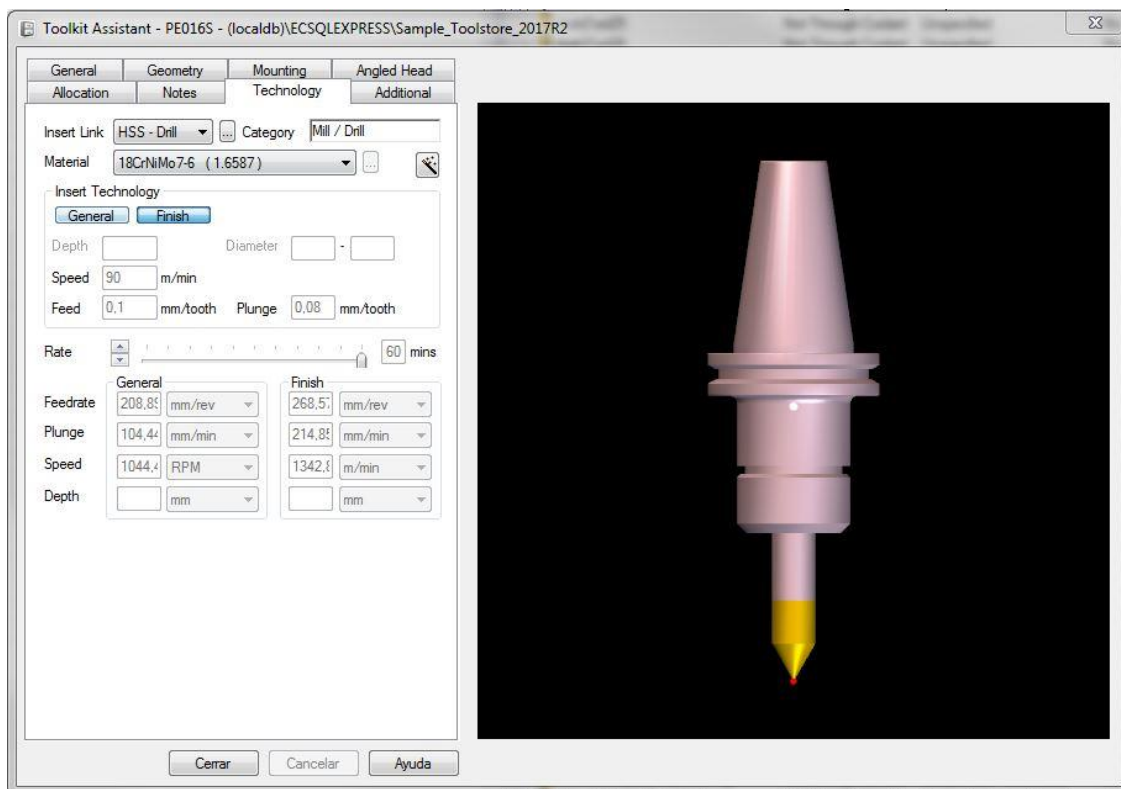 Toolkit Assistant - PE016S - (localdb)\ECSQLEXPRESS\Sample_Toolstore_2017R2
General Geometry Mounting Angled Head
Allocation Notes Technology Additional
Insert Link HSS - Drill ... Category Mill / Drill
Material 18CrNiMo7-6 ( 1.6587 ) ...
Insert Technology
General Finish
Depth Diameter -
Speed 90 m/min
Feed 0,1 mm/tooth Plunge 0,08 mm/tooth
Rate 60 mins
General Finish
Feedrate 208,89 mm/rev 268,57 mm/rev
Plunge 104,44 mm/min 214,85 mm/min
Speed 1044,4 RPM 1342,8 m/min
Depth mm mm
Cerrar Cancelar Ayuda